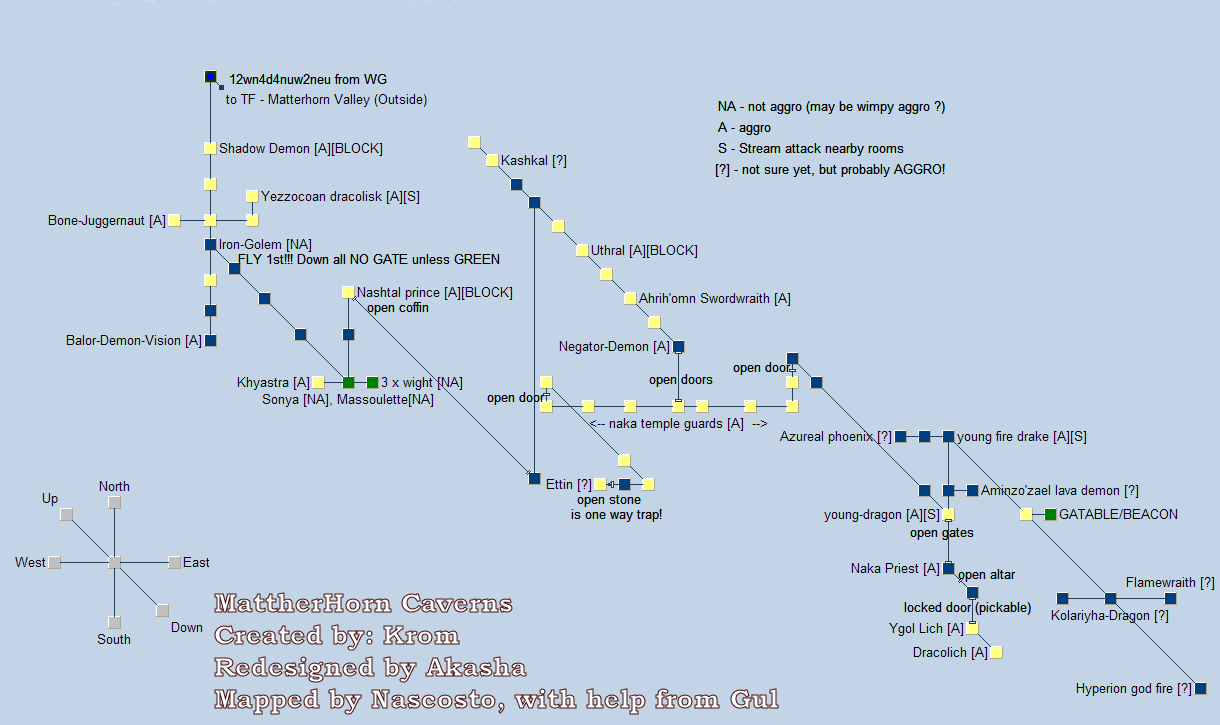 12wn4d4nuw2neu from WG
to TF - Matterhorn Valley (Outside)
NA - not aggro (may be wimpy aggro ?)
A - aggro
S - Stream attack nearby rooms
[?] - not sure yet, but probably AGGRO!
Shadow Demon [A][BLOCK]
Kashkal [?]
Yezzocoan dracolisk [A][S]
Bone-Juggernaut [A]
Iron-Golem [NA]
FLY 1st!!! Down all NO GATE unless GREEN
Uthral [A][BLOCK]
Nashtal prince [A][BLOCK]
open coffin
Ahrih'omn Swordwraith [A]
Balor-Demon-Vision [A]
Negator-Demon [A]
open door
open doors
Khyastra [A]
3 x wight [NA]
Sonya [NA], Massoulette[NA]
open door
<-- naka temple guards [A] -->
Azureal phoenix [?]
young fire drake [A][S]
Ettin [?]
open stone
is one way trap!
Aminzo'zael lava demon [?]
young-dragon [A][S]
GATABLE/BEACON
open gates
Naka Priest [A]
open altar
Flamewraith [?]
locked door (pickable)
Kolariyha-Dragon [?]
Ygol Lich [A]
Dracolich [A]
Hyperion god fire [?]
North
Up
West
East
South
Down
MattherHorn Caverns
Created by: Krom
Redesigned by Akasha
Mapped by Nascosto, with help from Gul